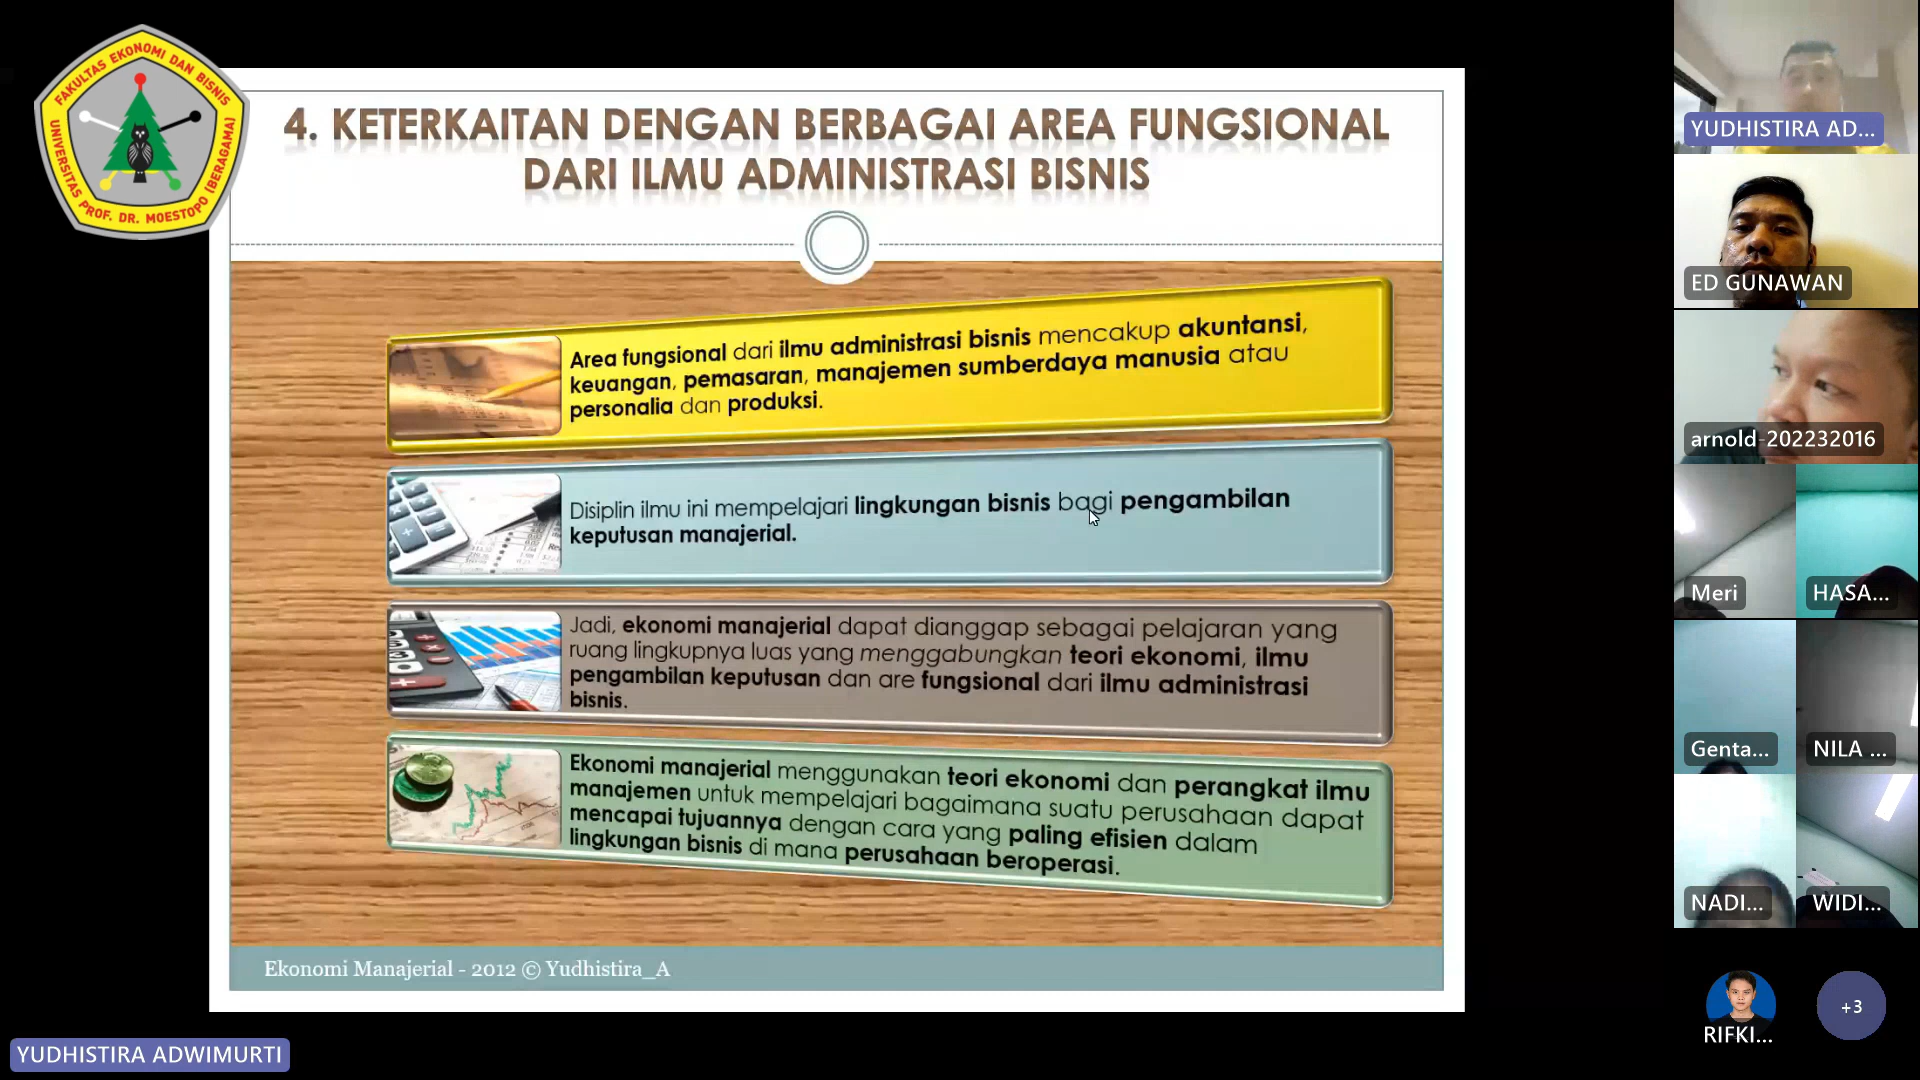 FAKULTAS EKONOMI DAN BISNIS
UNIVERSITAS PROF. DR. MOESTOPO (BERAGAMA)
4. KETERKAITAN DENGAN BERBAGAI AREA FUNGSIONAL
DARI ILMU ADMINISTRASI BISNIS
Area fungsional dari ilmu administrasi bisnis mencakup akuntansi,
keuangan, pemasaran, manajemen sumberdaya manusia atau
personalia dan produksi.
Disiplin ilmu ini mempelajari lingkungan bisnis bagi pengambilan
keputusan manajerial.
Jadi, ekonomi manajerial dapat dianggap sebagai pelajaran yang
ruang lingkupnya luas yang menggabungkan teori ekonomi, ilmu
pengambilan keputusan dan are fungsional dari ilmu administrasi
bisnis.
Ekonomi manajerial menggunakan teori ekonomi dan perangkat ilmu
manajemen untuk mempelajari bagaimana suatu perusahaan dapat
mencapai tujuannya dengan cara yang paling efisien dalam
lingkungan bisnis di mana perusahaan beroperasi.
Ekonomi Manajerial - 2012 © Yudhistira_A
YUDHISTIRA ADWIMURTI
YUDHISTIRA AD...
ED GUNAWAN
arnold-202232016
Meri
HASA...
Genta...
NILA ...
NADI...
WIDI...
RIFKI...
+3